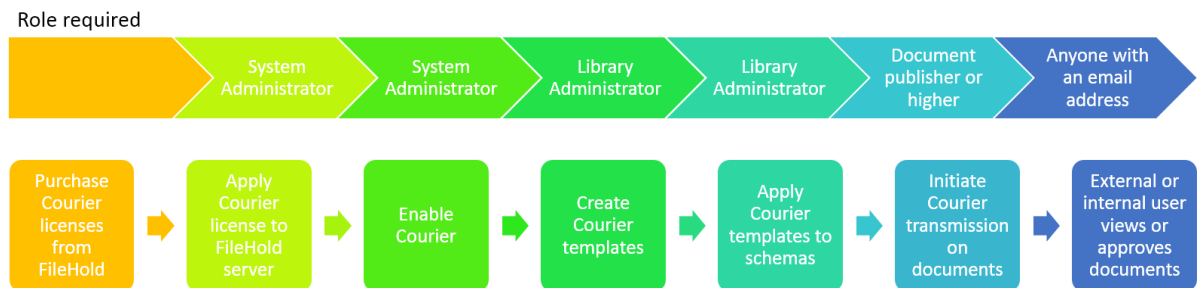 Role required
System
Administrator
System
Administrator
Library
Administrator
Library
Administrator
Document
publisher or
higher
Anyone with
an email
address
Purchase
Courier
licenses
from
FileHold
Apply
Courier
license to
FileHold
server
Enable
Courier
Create
Courier
templates
Apply
Courier
templates to
schemas
Initiate
Courier
transmission
on
documents
External or
internal user
views or
approves
documents